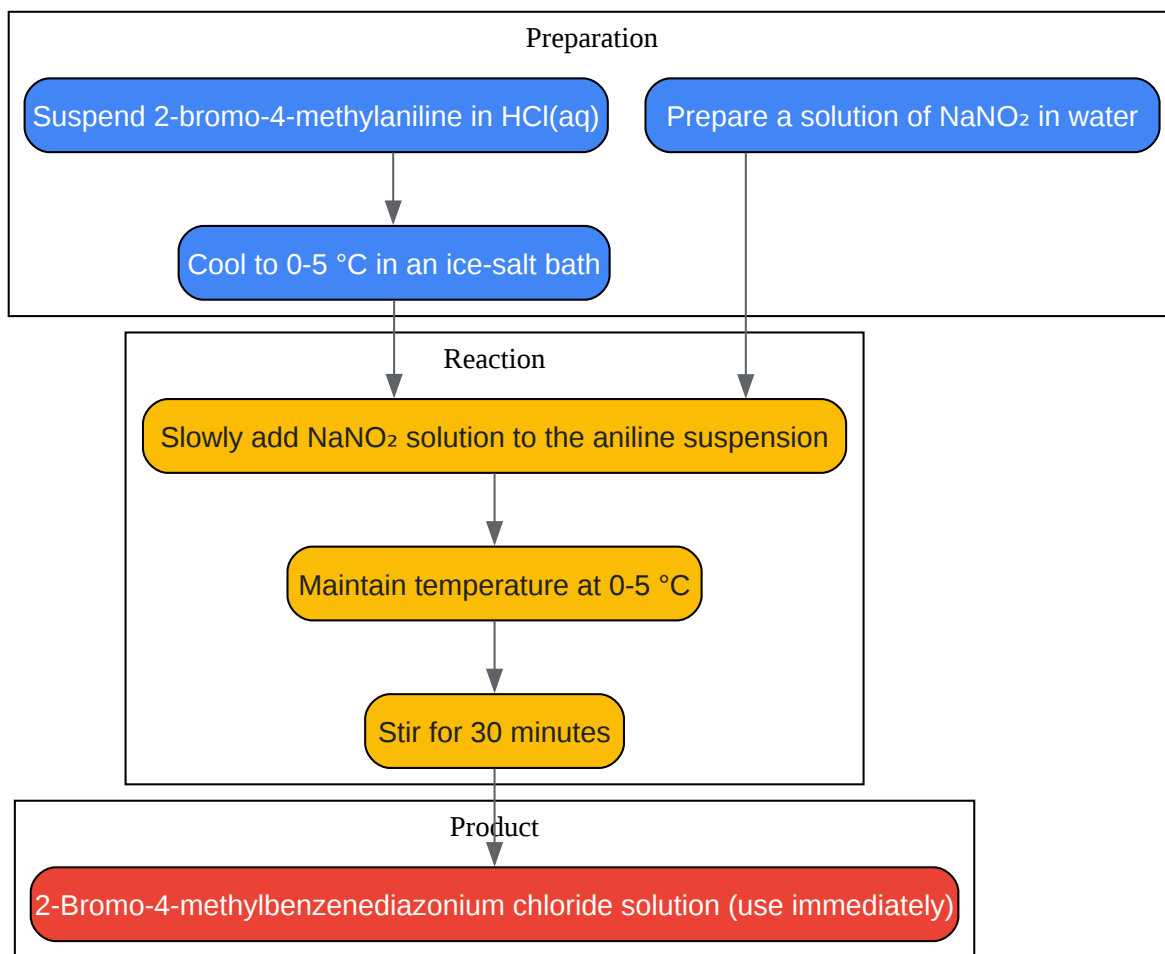 Preparation
Suspend 2-bromo-4-methylaniline in HCl(aq)
Prepare a solution of NaNO₂ in water
Cool to 0-5 °C in an ice-salt bath
Reaction
Slowly add NaNO₂ solution to the aniline suspension
Maintain temperature at 0-5 °C
Stir for 30 minutes
Product
2-Bromo-4-methylbenzenediazonium chloride solution (use immediately)